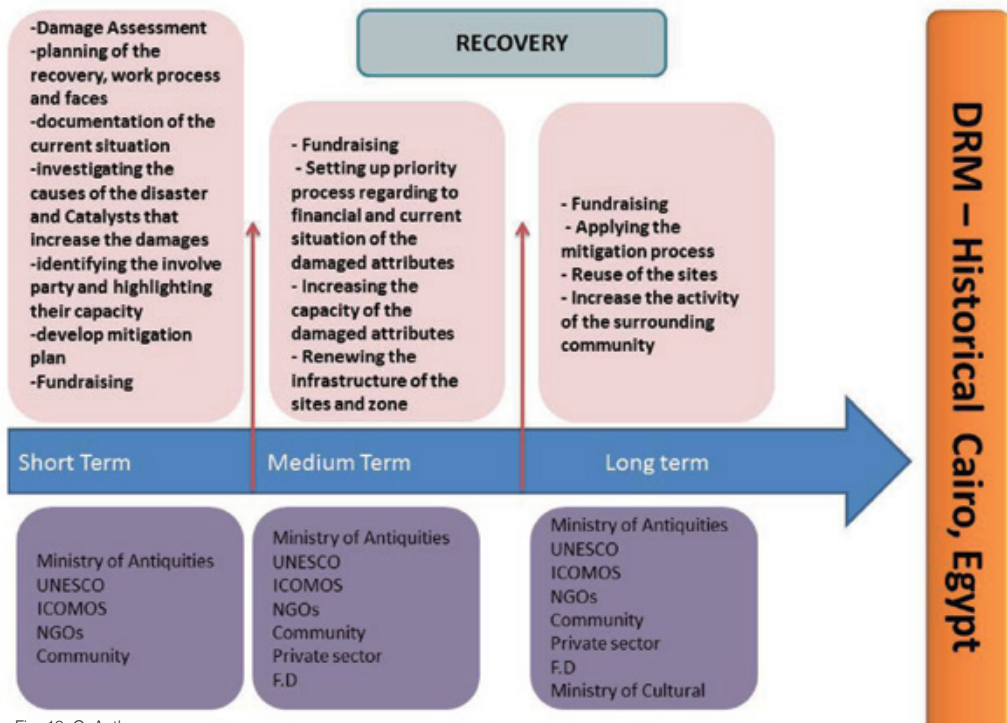 RECOVERY
-Damage Assessment
-planning of the
recovery, work process
and faces
-documentation of the
current situation
-investigating the
causes of the disaster
and Catalysts that
increase the damages
-identifying the involve
party and highlighting
their capacity
-develop mitigation
plan
-Fundraising
- Fundraising
- Setting up priority
process regarding to
financial and current
situation of the
damaged attributes
- Increasing the
capacity of the
damaged attributes
- Renewing the
infrastructure of the
sites and zone
- Fundraising
- Applying the
mitigation process
- Reuse of the sites
- Increase the activity
of the surrounding
community
Short Term
Medium Term
Long term
Ministry of Antiquities
UNESCO
ICOMOS
NGOs
Community
Ministry of Antiquities
UNESCO
ICOMOS
NGOs
Community
Private sector
F.D
Ministry of Antiquities
UNESCO
ICOMOS
NGOs
Community
Private sector
F.D
Ministry of Cultural
DRM – Historical Cairo, Egypt